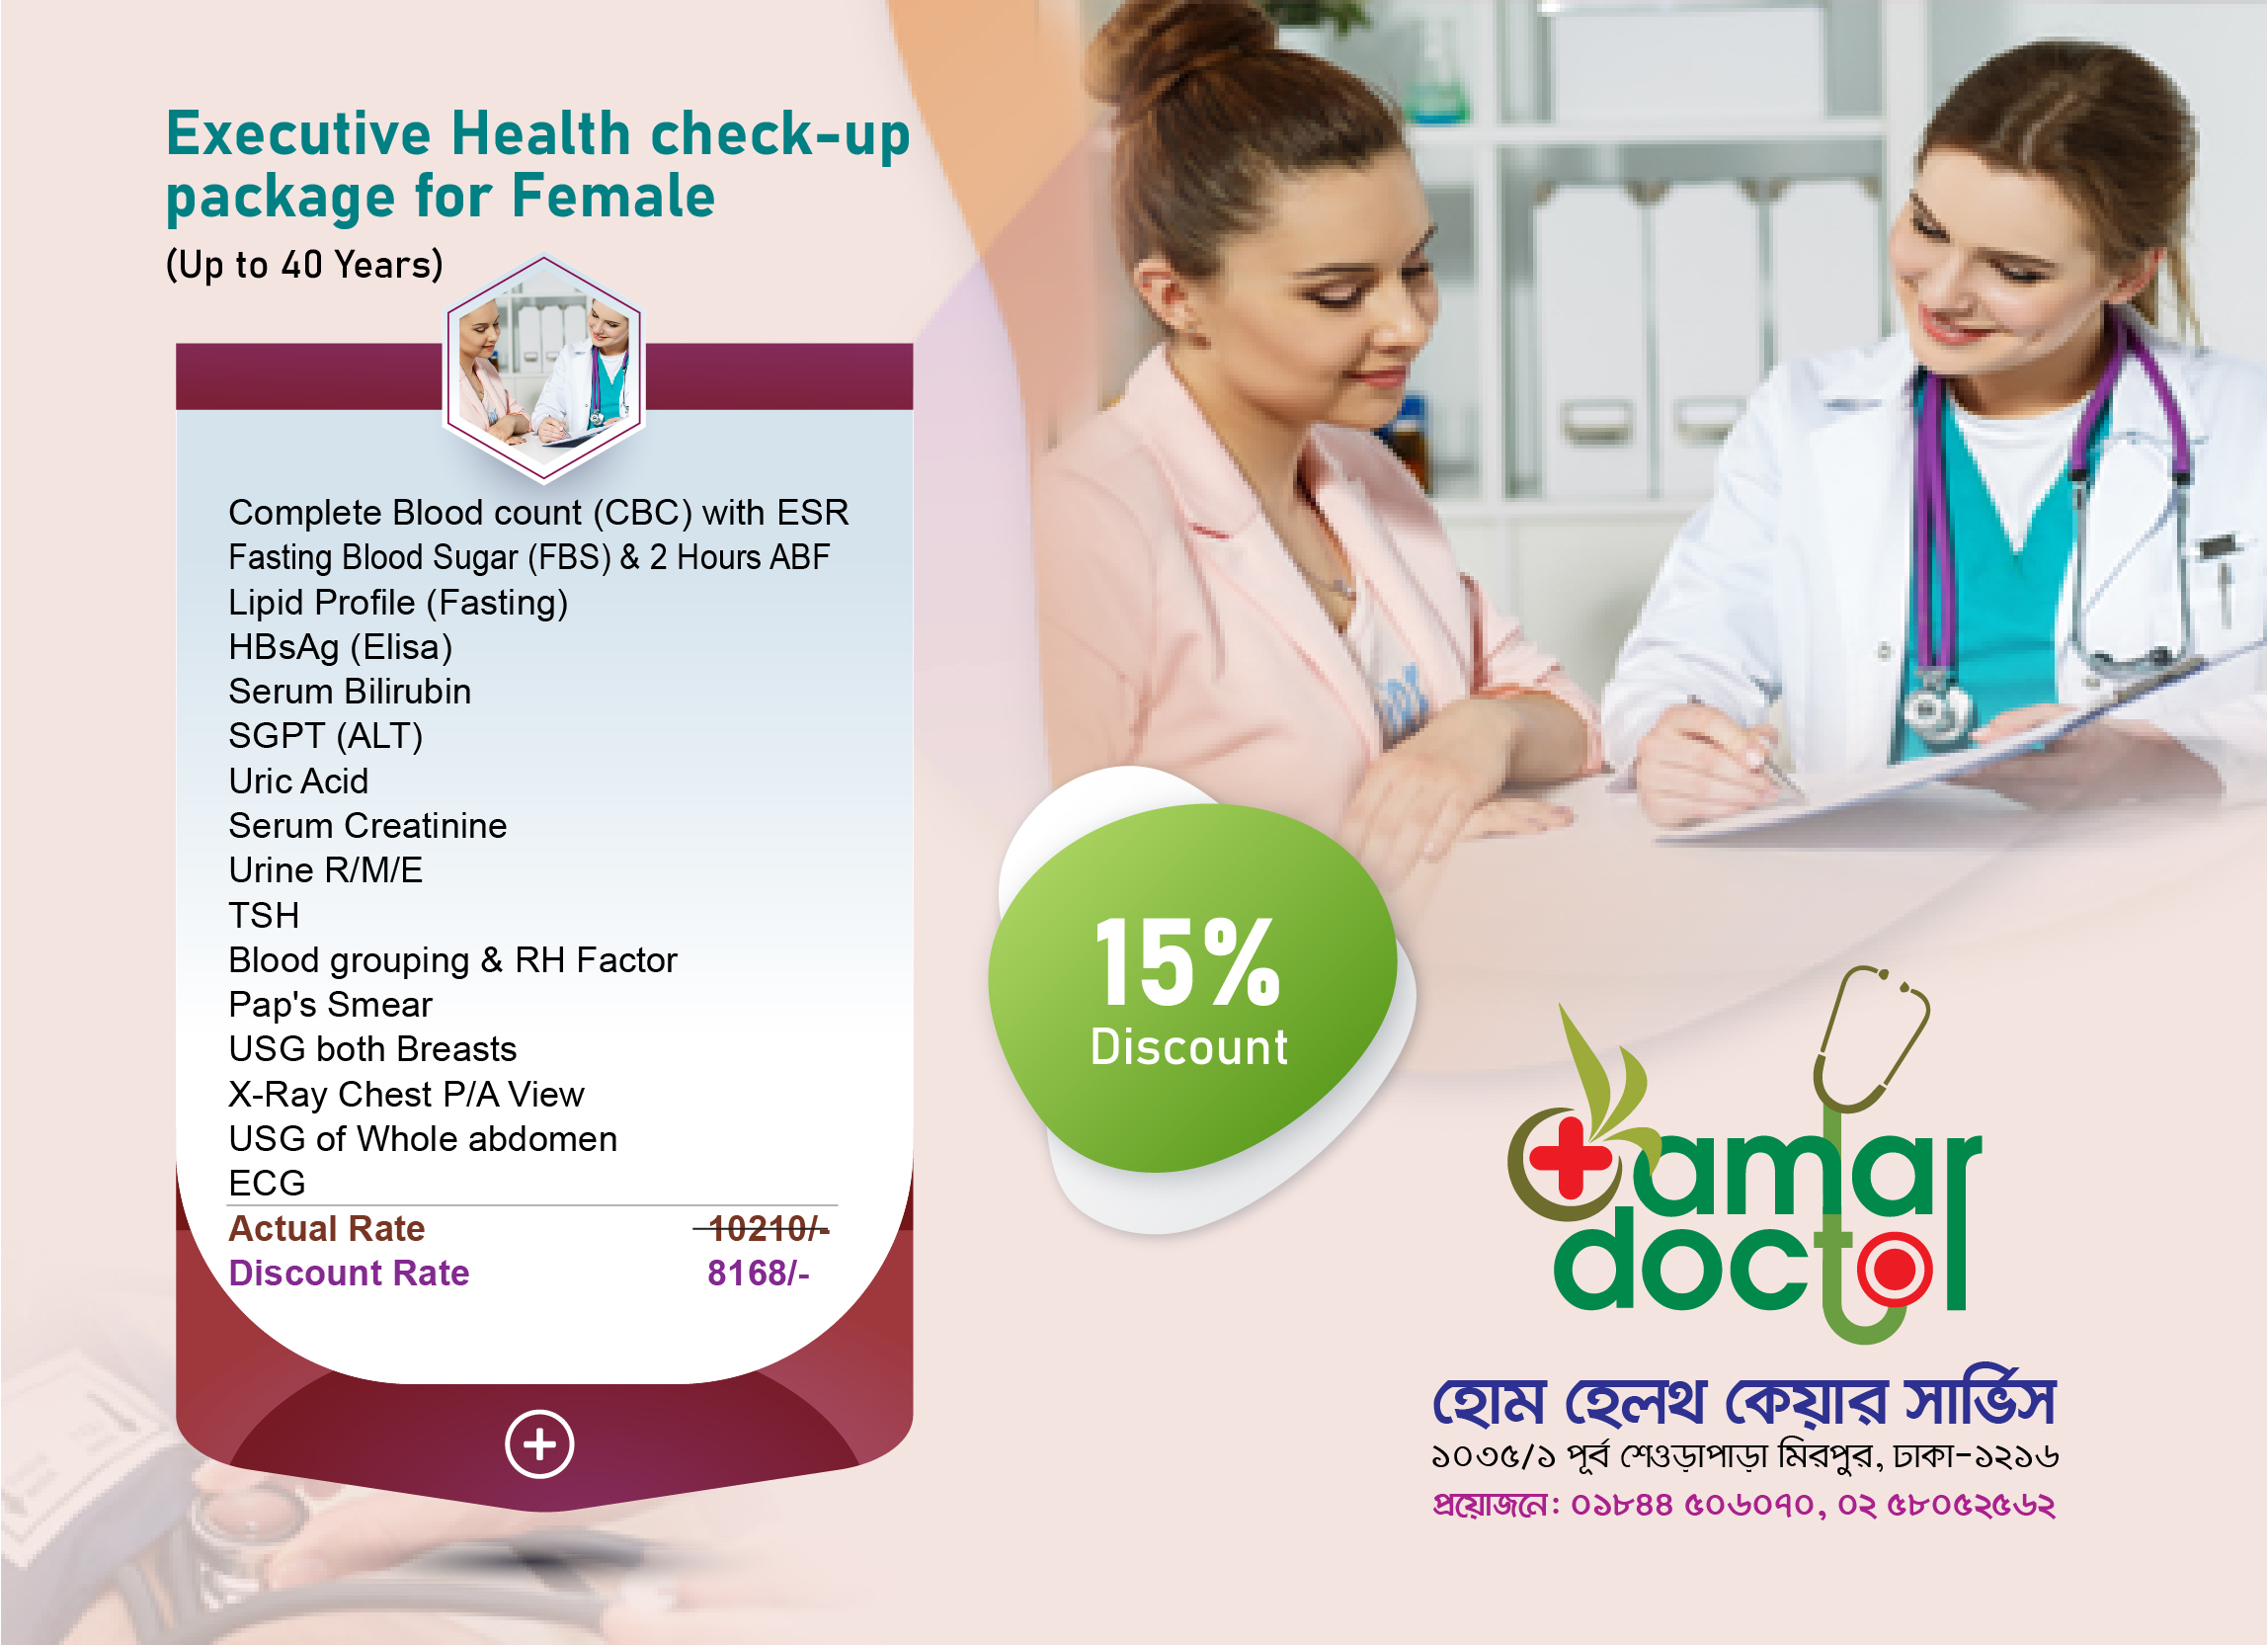 Executive Health check-up
package for Female
(Up to 40 Years)
Complete Blood count (CBC) with ESR
Fasting Blood Sugar (FBS) & 2 Hours ABF
Lipid Profile (Fasting)
HBsAg (Elisa)
Serum Bilirubin
SGPT (ALT)
Uric Acid
Serum Creatinine
Urine R/M/E
TSH
Blood grouping & RH Factor
Pap's Smear
USG both Breasts
X-Ray Chest P/A View
USG of Whole abdomen
ECG
Actual Rate 10210/-
Discount Rate 8168/-
15%
Discount
amar
doctor
হোম হেলথ কেয়ার সার্ভিস
১০৩৫/১ পূর্ব শেওড়াপাড়া মিরপুর, ঢাকা-১২১৬
প্রয়োজনে: ০১৮৪৪ ৫০৬০৭০, ০২ ৫৮০৫২৫৬২